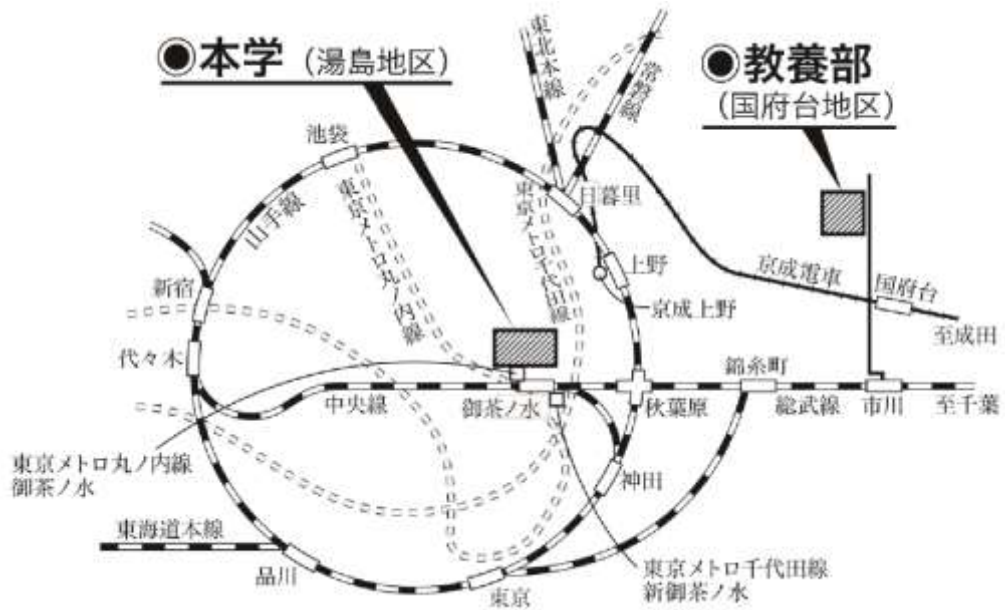 ◉本学（湯島地区）
◉教養部
（国府台地区）
東北本線
常磐線
池袋
山手線
東京メトロ丸ノ内線
東京メトロ千代田線
日暮里
上野
京成上野
京成電車
国府台
至成田
新宿
代々木
中央線
御茶ノ水
秋葉原
錦糸町
総武線
市川
至千葉
東京メトロ丸ノ内線
御茶ノ水
神田
東海道本線
品川
東京
東京メトロ千代田線
新御茶ノ水